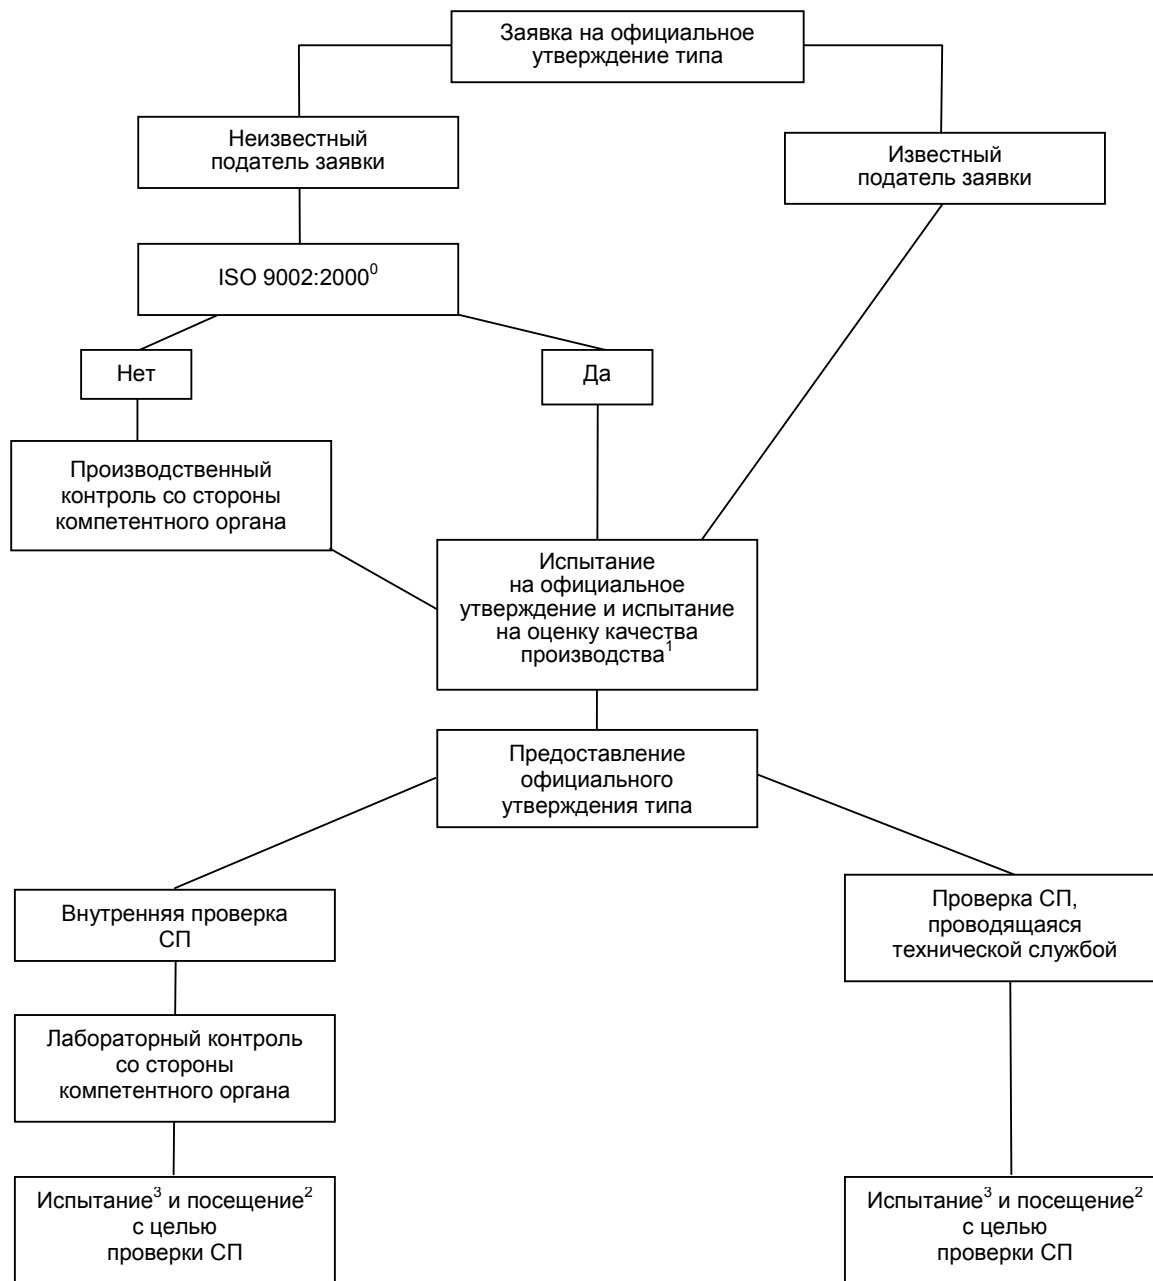 Заявка на официальное
утверждение типа
Неизвестный
податель заявки
Известный
податель заявки
ISO 9002:2000⁰
Нет
Да
Производственный
контроль со стороны
компетентного органа
Испытание
на официальное
утверждение и испытание
на оценку качества
производства¹
Предоставление
официального
утверждения типа
Внутренняя проверка
СП
Проверка СП,
проводящаяся
технической службой
Лабораторный контроль
со стороны
компетентного органа
Испытание³ и посещение²
с целью
проверки СП
Испытание³ и посещение²
с целью
проверки СП